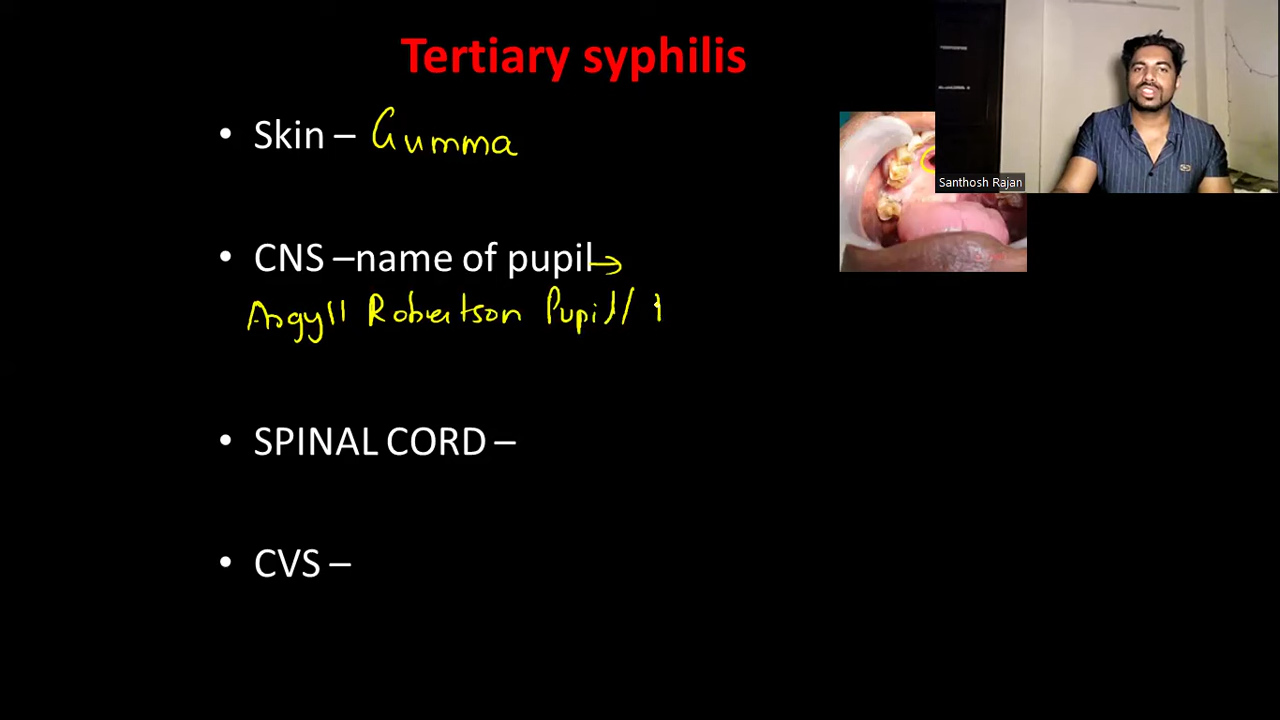 Tertiary syphilis
• Skin – Gumma
• CNS –name of pupil→
Argyll Robertson Pupil/
• SPINAL CORD –
• CVS –
Santhosh Rajan